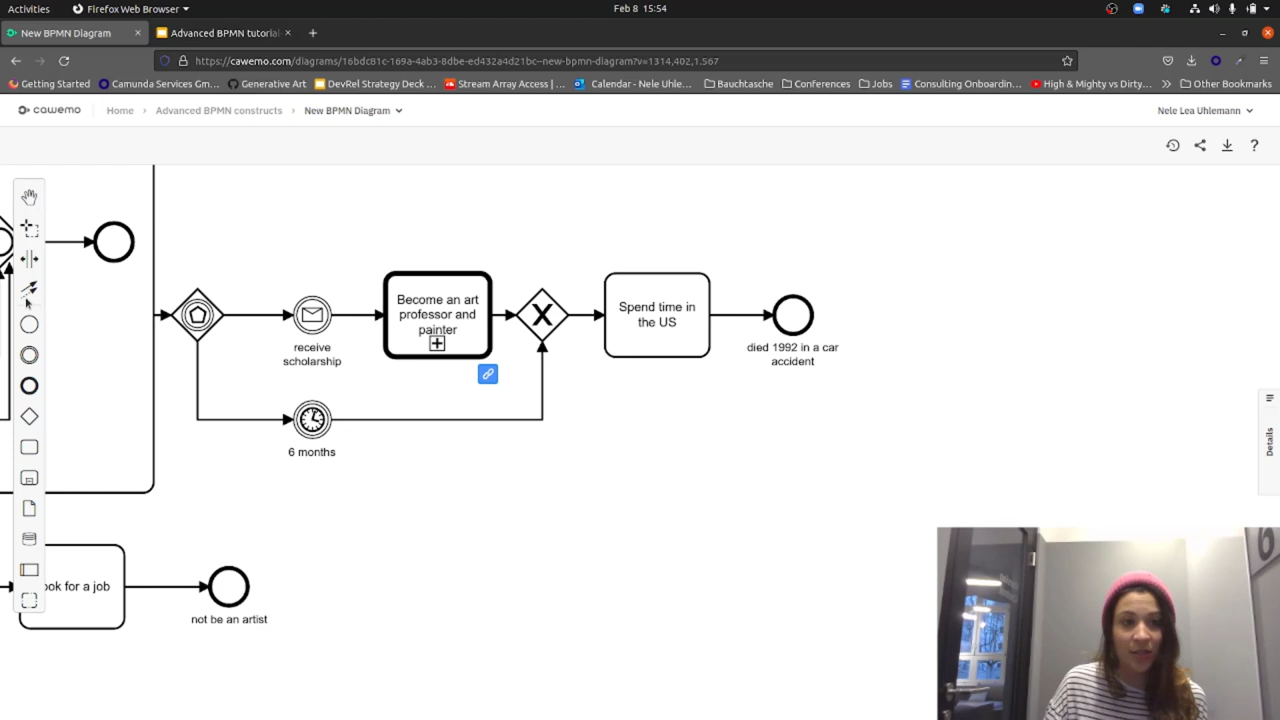 Activities
Firefox Web Browser
Feb 8 15:54
New BPMN Diagram
Advanced BPMN tutorial
https://cawemo.com/diagrams/16bdc81c-169a-4ab3-8dbe-ed432a4d21bc--new-bpmn-diagram?v=1314,402,1.567
Getting Started
Camunda Services Gm...
Generative Art
DevRel Strategy Deck ...
Stream Array Access | ...
Calendar - Nele Uhle...
Bauchtasche
Conferences
Jobs
Consulting Onboardin...
High & Mighty vs Dirty...
Other Bookmarks
cawemo
Home
Advanced BPMN constructs
New BPMN Diagram
Nele Lea Uhlemann
?
receive
scholarship
Become an art
professor and
painter
Spend time in
the US
died 1992 in a car
accident
6 months
Details
ook for a job
not be an artist
6